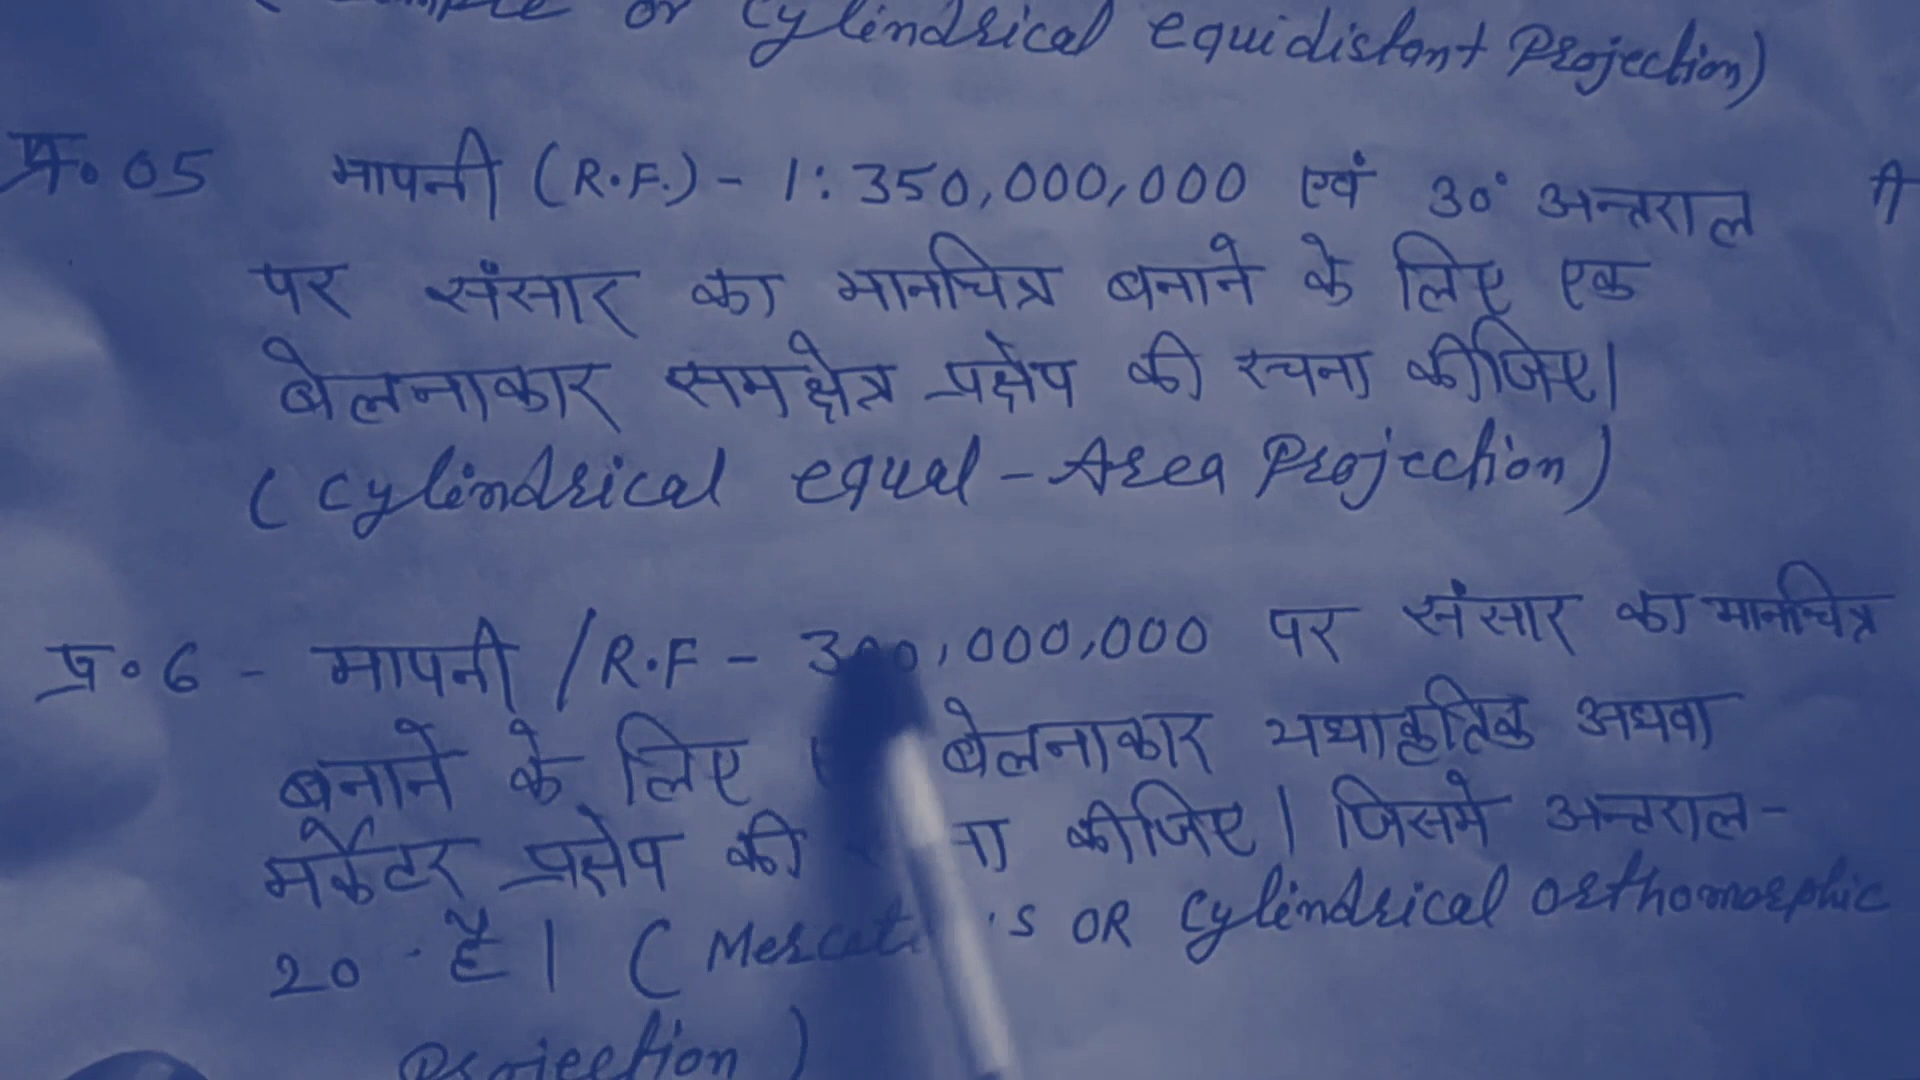 or Cylindrical equidistant Projection)
प्र० 05 मापनी (R.F.) - 1:350,000,000 एवं 30° अन्तराल
पर संसार का मानचित्र बनाने के लिए एक
बेलनाकार समक्षेत्र प्रक्षेप की रचना कीजिए।
(Cylindrical equal-Area Projection)
प्र० 6 - मापनी /R.F - 300,000,000 पर संसार का मानचित्र
बनाने के लिए बेलनाकार यथाकृतिक अथवा
मर्केटर प्रक्षेप की कीजिए। जिसमे अन्तराल-
20° है। ( OR Cylindrical Orthomorphic
Projection)